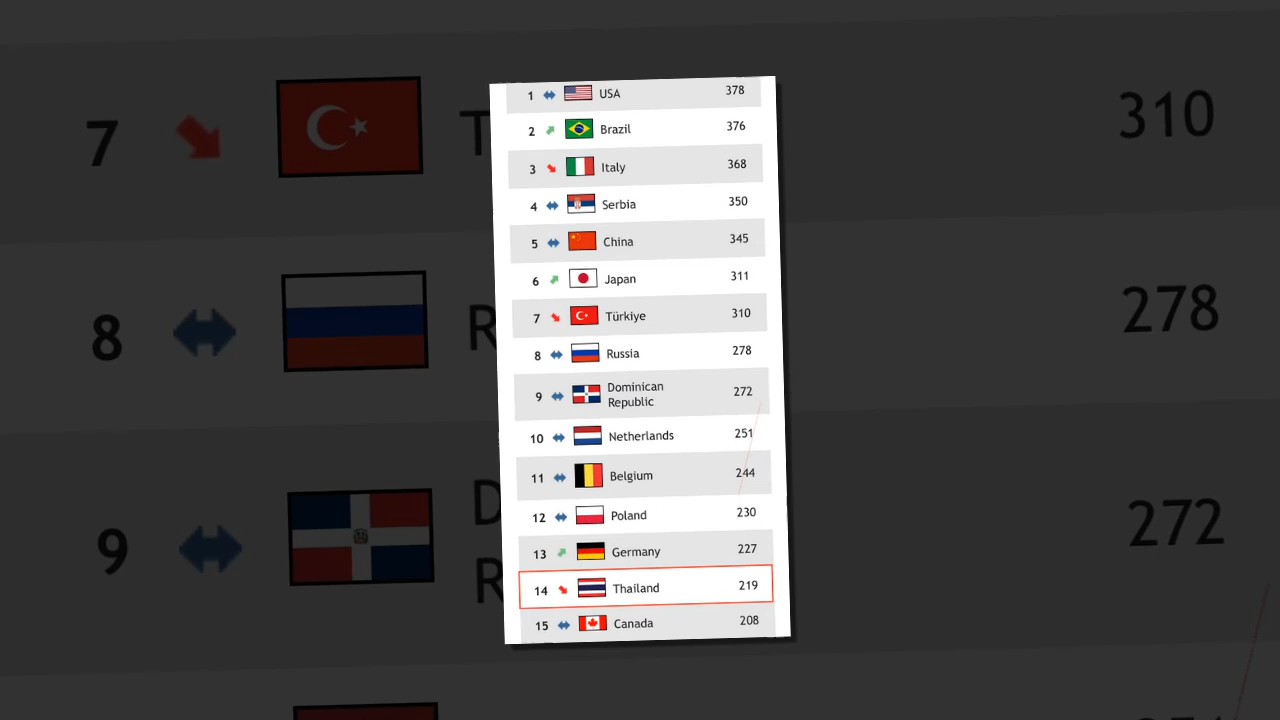 1 USA 378
2 Brazil 376
3 Italy 368
4 Serbia 350
5 China 345
6 Japan 311
7 Türkiye 310
8 Russia 278
9 Dominican Republic 272
10 Netherlands 251
11 Belgium 244
12 Poland 230
13 Germany 227
14 Thailand 219
15 Canada 208
7 T 310
8 R 278
9 D 272
R